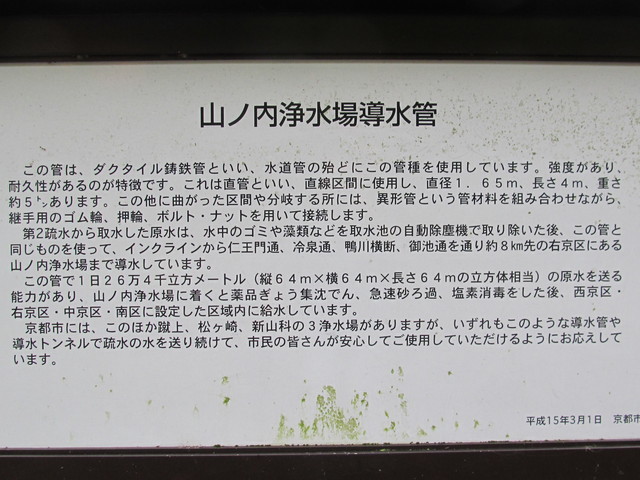 山ノ内浄水場導水管
この管は、ダクタイル鋳鉄管といい、水道管の殆どにこの管種を使用しています。強度があり、
耐久性があるのが特徴です。これは直管といい、直線区間に使用し、直径１．６５ｍ、長さ４ｍ、重さ
約５㌧あります。この他に曲がった区間や分岐する所には、異形管という管材料を組み合わせながら、
継手用のゴム輪、押輪、ボルト・ナットを用いて接続します。
第2疏水から取水した原水は、水中のゴミや藻類などを取水池の自動除塵機で取り除いた後、この管と
同じものを使って、インクラインから仁王門通、冷泉通、鴨川横断、御池通を通り約８㎞先の右京区にある
山ノ内浄水場まで導水しています。
この管で１日２６万４千立方メートル（縦６４ｍ×横６４ｍ×長さ６４ｍの立方体相当）の原水を送る
能力があり、山ノ内浄水場に着くと薬品ぎょう集沈でん、急速砂ろ過、塩素消毒をした後、西京区・
右京区・中京区・南区に設定した区域内に給水しています。
京都市には、このほか蹴上、松ヶ崎、新山科の３浄水場がありますが、いずれもこのような導水管や
導水トンネルで疏水の水を送り続けて、市民の皆さんが安心してご使用していただけるようにお応えして
います。
平成15年3月1日　京都市